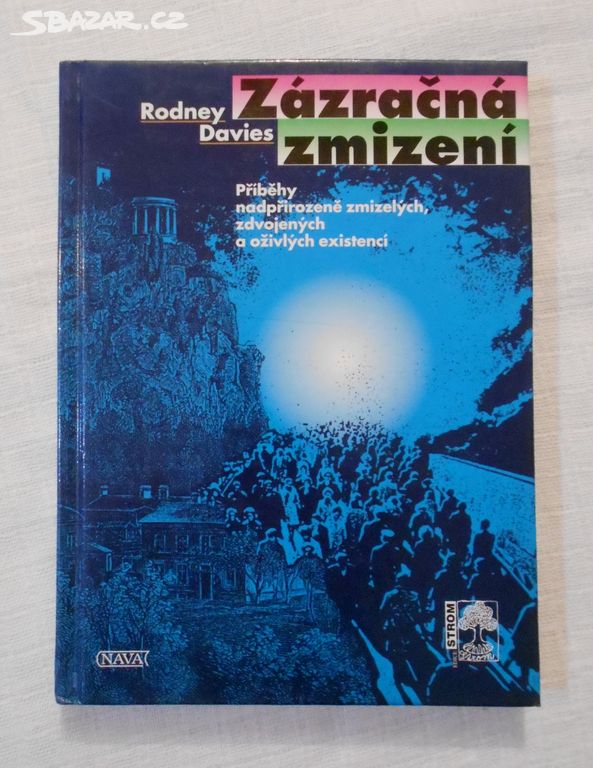 SBAZAR.CZ
Rodney
Davies
Zázračná
zmizení
Příběhy
nadpřirozeně zmizelých,
zdvojených
a oživlých existencí
NAVA
STROM